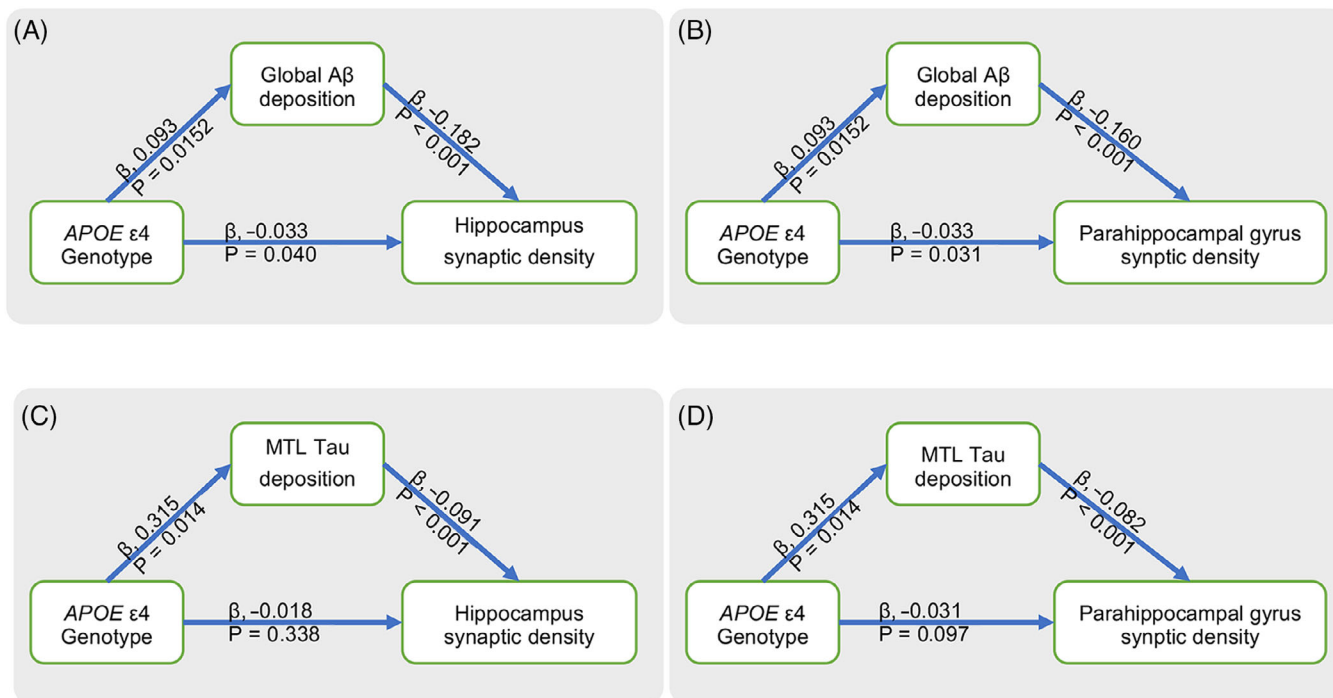 (A)
Global Aβ
deposition
β, 0.093
P = 0.0152
β, -0.182
P < 0.001
APOE ε4
Genotype
β, -0.033
P = 0.040
Hippocampus
synaptic density
(B)
Global Aβ
deposition
β, 0.093
P = 0.0152
β, -0.160
P < 0.001
APOE ε4
Genotype
β, -0.033
P = 0.031
Parahippocampal gyrus
synptic density
(C)
MTL Tau
deposition
β, 0.315
P = 0.014
β, -0.091
P < 0.001
APOE ε4
Genotype
β, -0.018
P = 0.338
Hippocampus
synaptic density
(D)
MTL Tau
deposition
β, 0.315
P = 0.014
β, -0.082
P < 0.001
APOE ε4
Genotype
β, -0.031
P = 0.097
Parahippocampal gyrus
synptic density